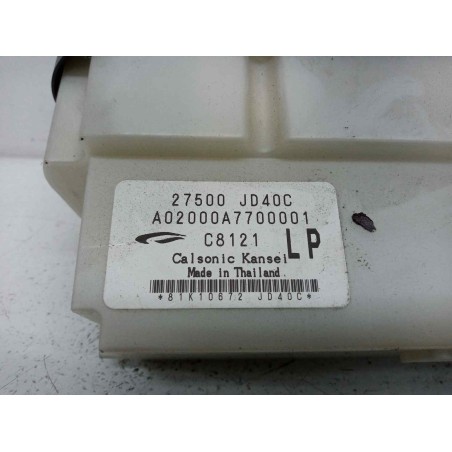 27500 JD40C
A02000A7700001
C8121 LP
Calsonic Kansei
Made in Thailand
*81K10672 JD40C*